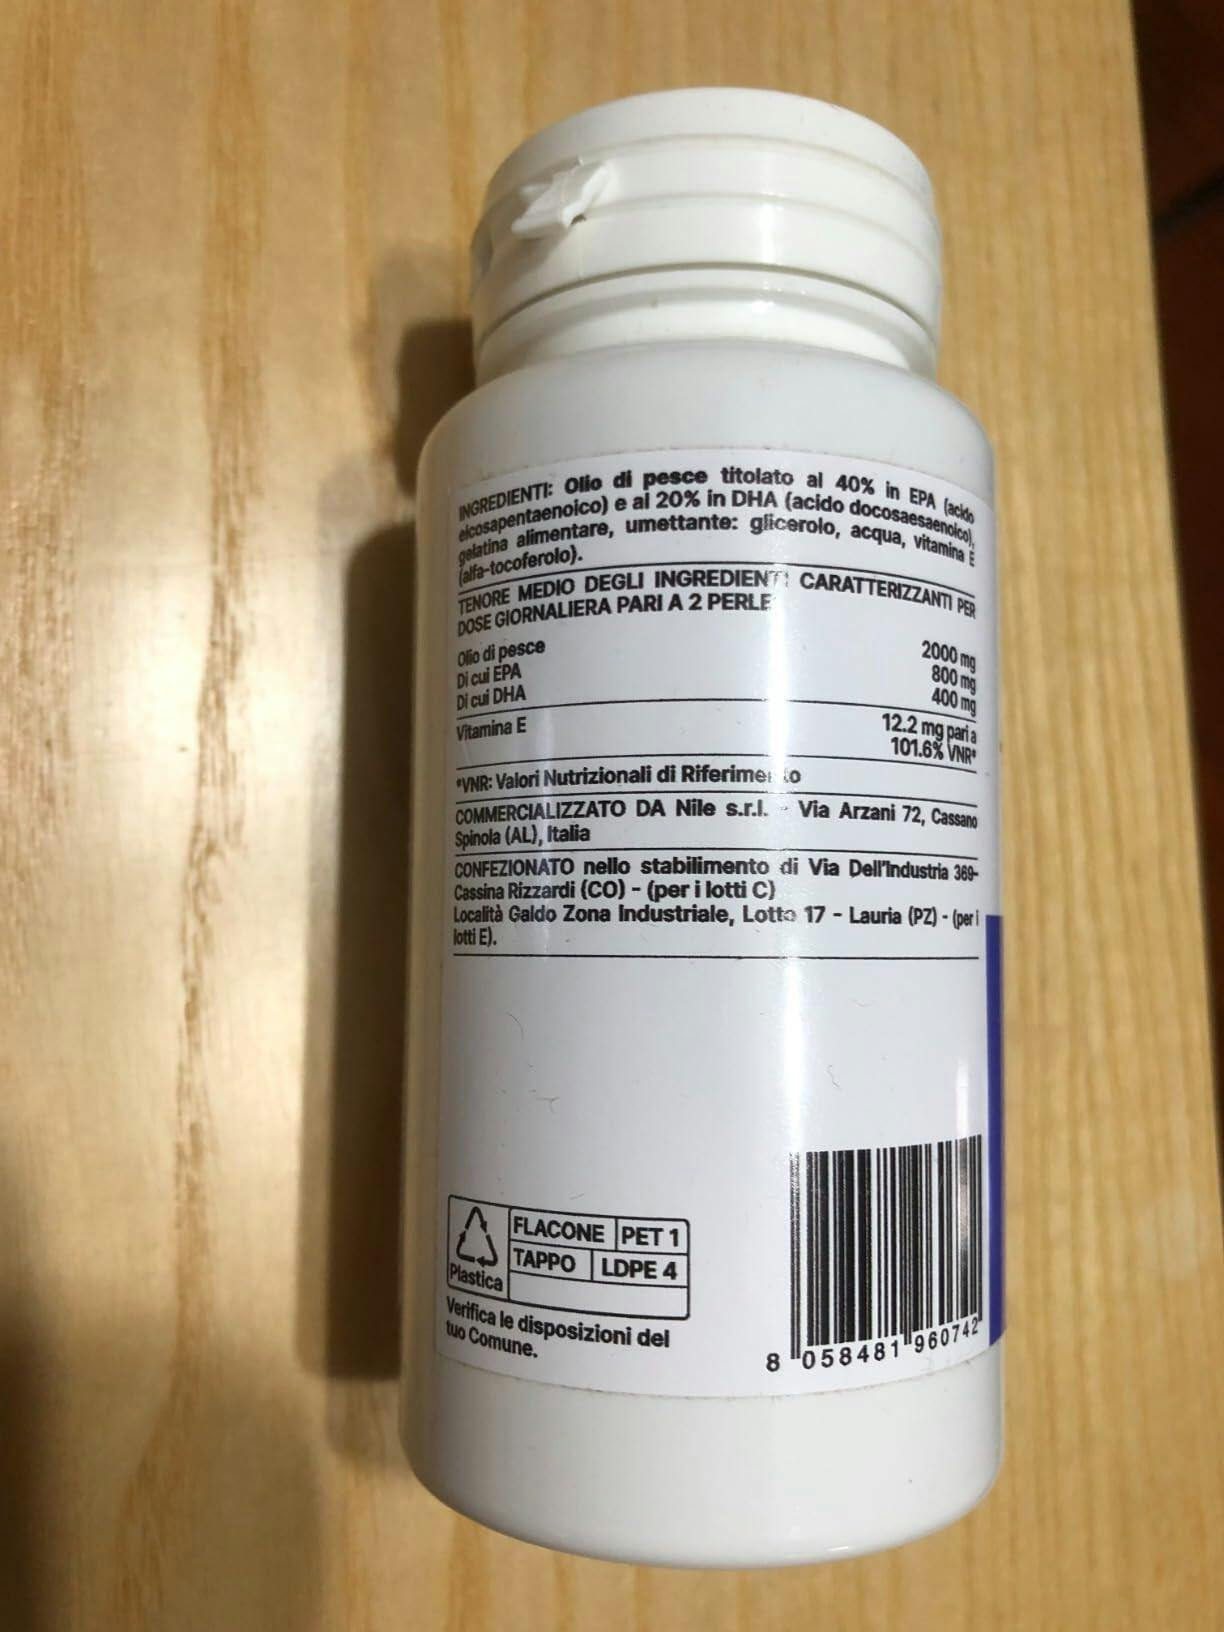 INGREDIENTI: Olio di pesce titolato al 40% in EPA (acido
eicosapentaenoico) e al 20% in DHA (acido docosaesaenoico),
gelatina alimentare, umettante: glicerolo, acqua, vitamina E
(alfa-tocoferolo).
TENORE MEDIO DEGLI INGREDIENTI CARATTERIZZANTI PER
DOSE GIORNALIERA PARI A 2 PERLE
Olio di pesce 2000 mg
Di cui EPA 800 mg
Di cui DHA 400 mg
Vitamina E 12.2 mg pari a
101.6% VNR*
*VNR: Valori Nutrizionali di Riferimento
COMMERCIALIZZATO DA Nile s.r.l. - Via Arzani 72, Cassano
Spinola (AL), Italia
CONFEZIONATO nello stabilimento di Via Dell'Industria 369-
Cassina Rizzardi (CO) - (per i lotti C)
Località Galdo Zona Industriale, Lotto 17 - Lauria (PZ) - (per i
lotti E).
FLACONE PET 1
TAPPO LDPE 4
Plastica
Verifica le disposizioni del
tuo Comune.
8 058481 960742